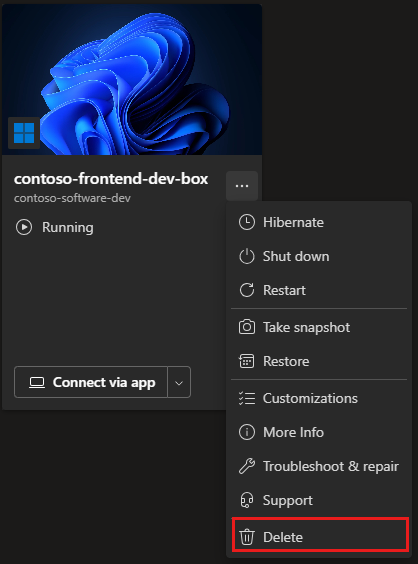 contoso-frontend-dev-box
contoso-software-dev
Running
Hibernate
Shut down
Restart
Take snapshot
Restore
Connect via app
Customizations
More Info
Troubleshoot & repair
Support
Delete